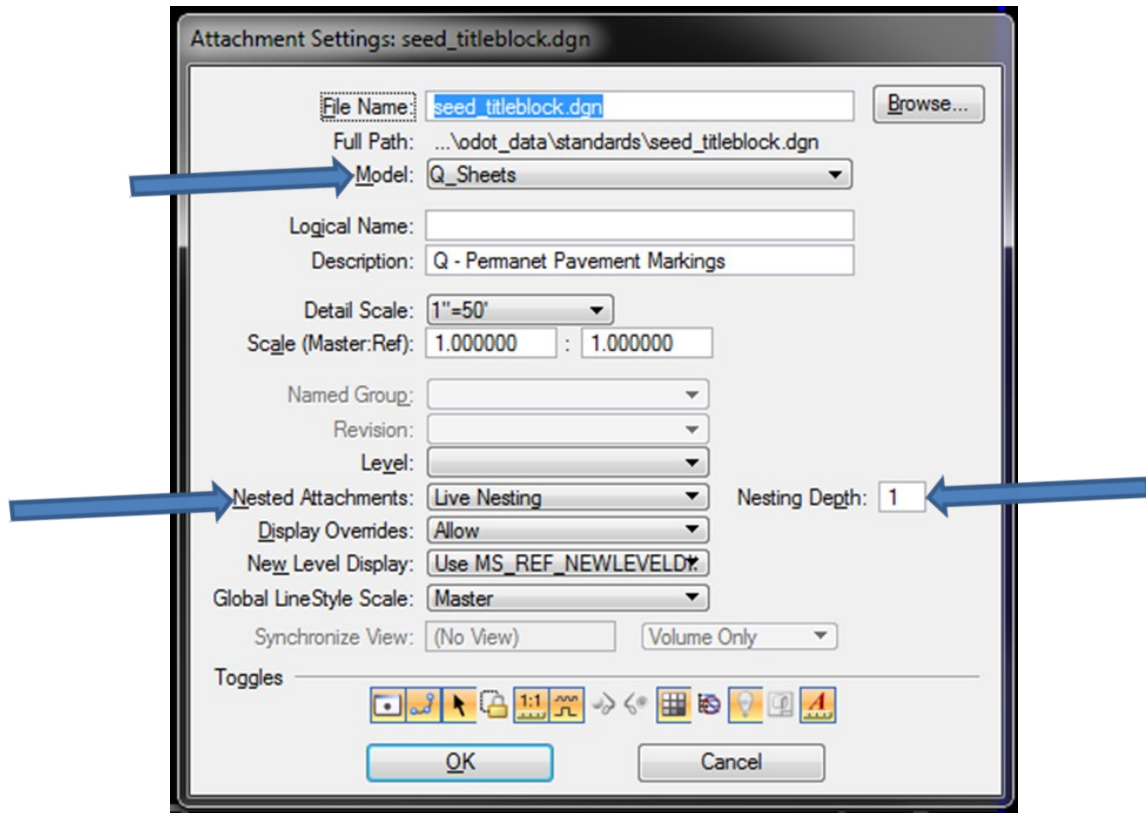 Attachment Settings: seed_titleblock.dgn
File Name: seed_titleblock.dgn Browse...
Full Path: ...\odot_data\standards\seed_titleblock.dgn
Model: Q_Sheets
Logical Name:
Description: Q - Permanet Pavement Markings
Detail Scale: 1"=50'
Scale (Master:Ref): 1.000000 : 1.000000
Named Group:
Revision:
Level:
Nested Attachments: Live Nesting Nesting Depth: 1
Display Overrides: Allow
New Level Display: Use MS_REF_NEWLEVELDI
Global LineStyle Scale: Master
Synchronize View: (No View) Volume Only
Toggles
1:1 A
OK Cancel